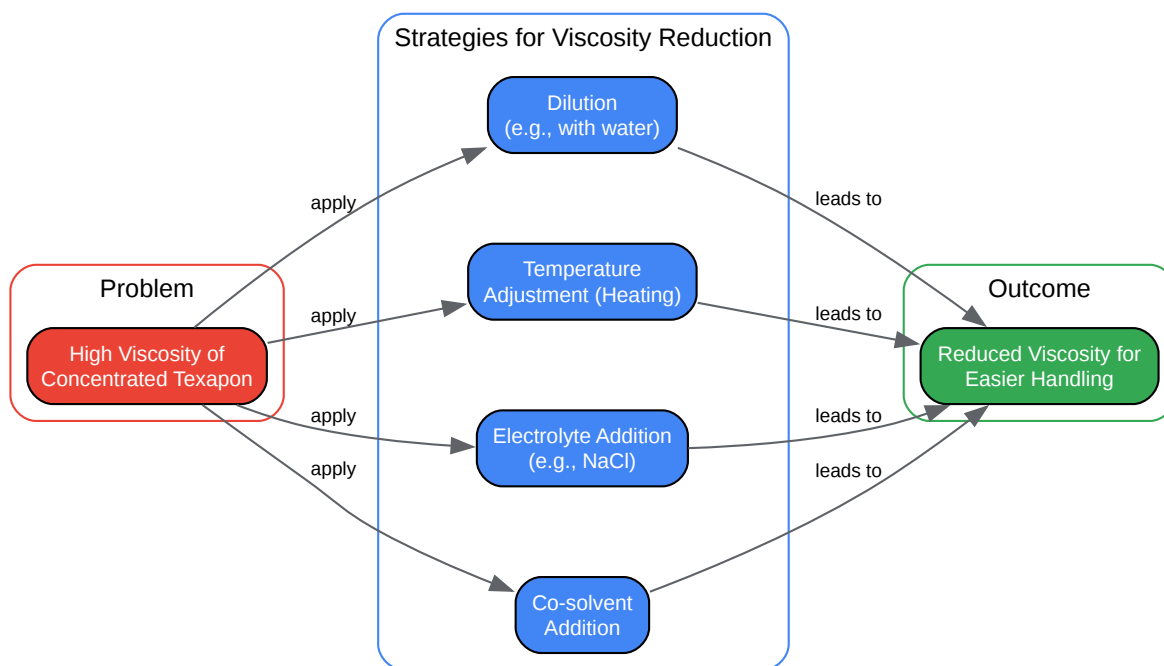 Strategies for Viscosity Reduction
Dilution
(e.g., with water)
apply
leads to
Temperature
Adjustment (Heating)
Problem
Outcome
apply
leads to
High Viscosity of
Concentrated Texapon
Reduced Viscosity for
Easier Handling
apply
leads to
Electrolyte Addition
(e.g., NaCl)
apply
leads to
Co-solvent
Addition